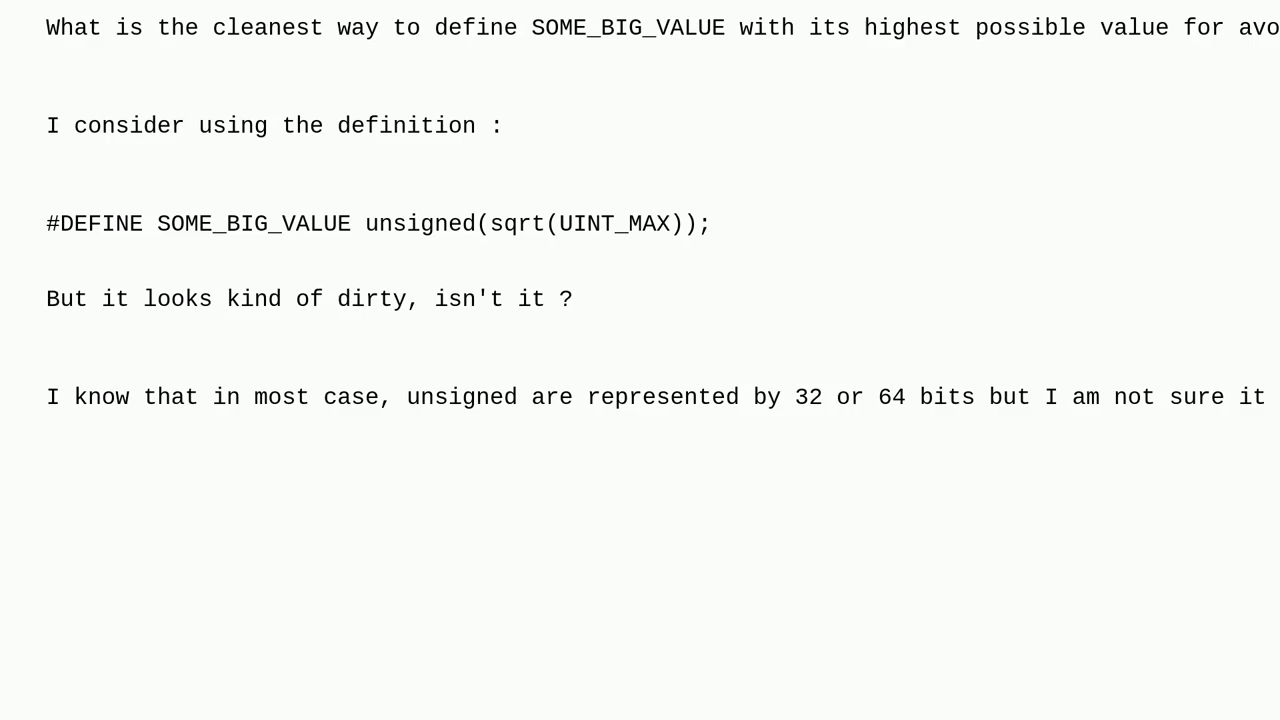 What is the cleanest way to define SOME_BIG_VALUE with its highest possible value for
I consider using the definition :
#DEFINE SOME_BIG_VALUE unsigned(sqrt(UINT_MAX));
But it looks kind of dirty, isn't it ?
I know that in most case, unsigned are represented by 32 or 64 bits but I am not sure it